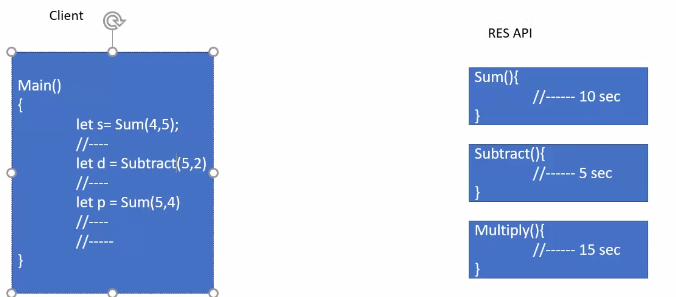 Client
Main()
{
let s= Sum(4,5);
//----
let d = Subtract(5,2)
//----
let p = Sum(5,4)
//----
//-----
}
RES API
Sum(){
//------ 10 sec
}
Subtract(){
//------ 5 sec
}
Multiply(){
//------ 15 sec
}